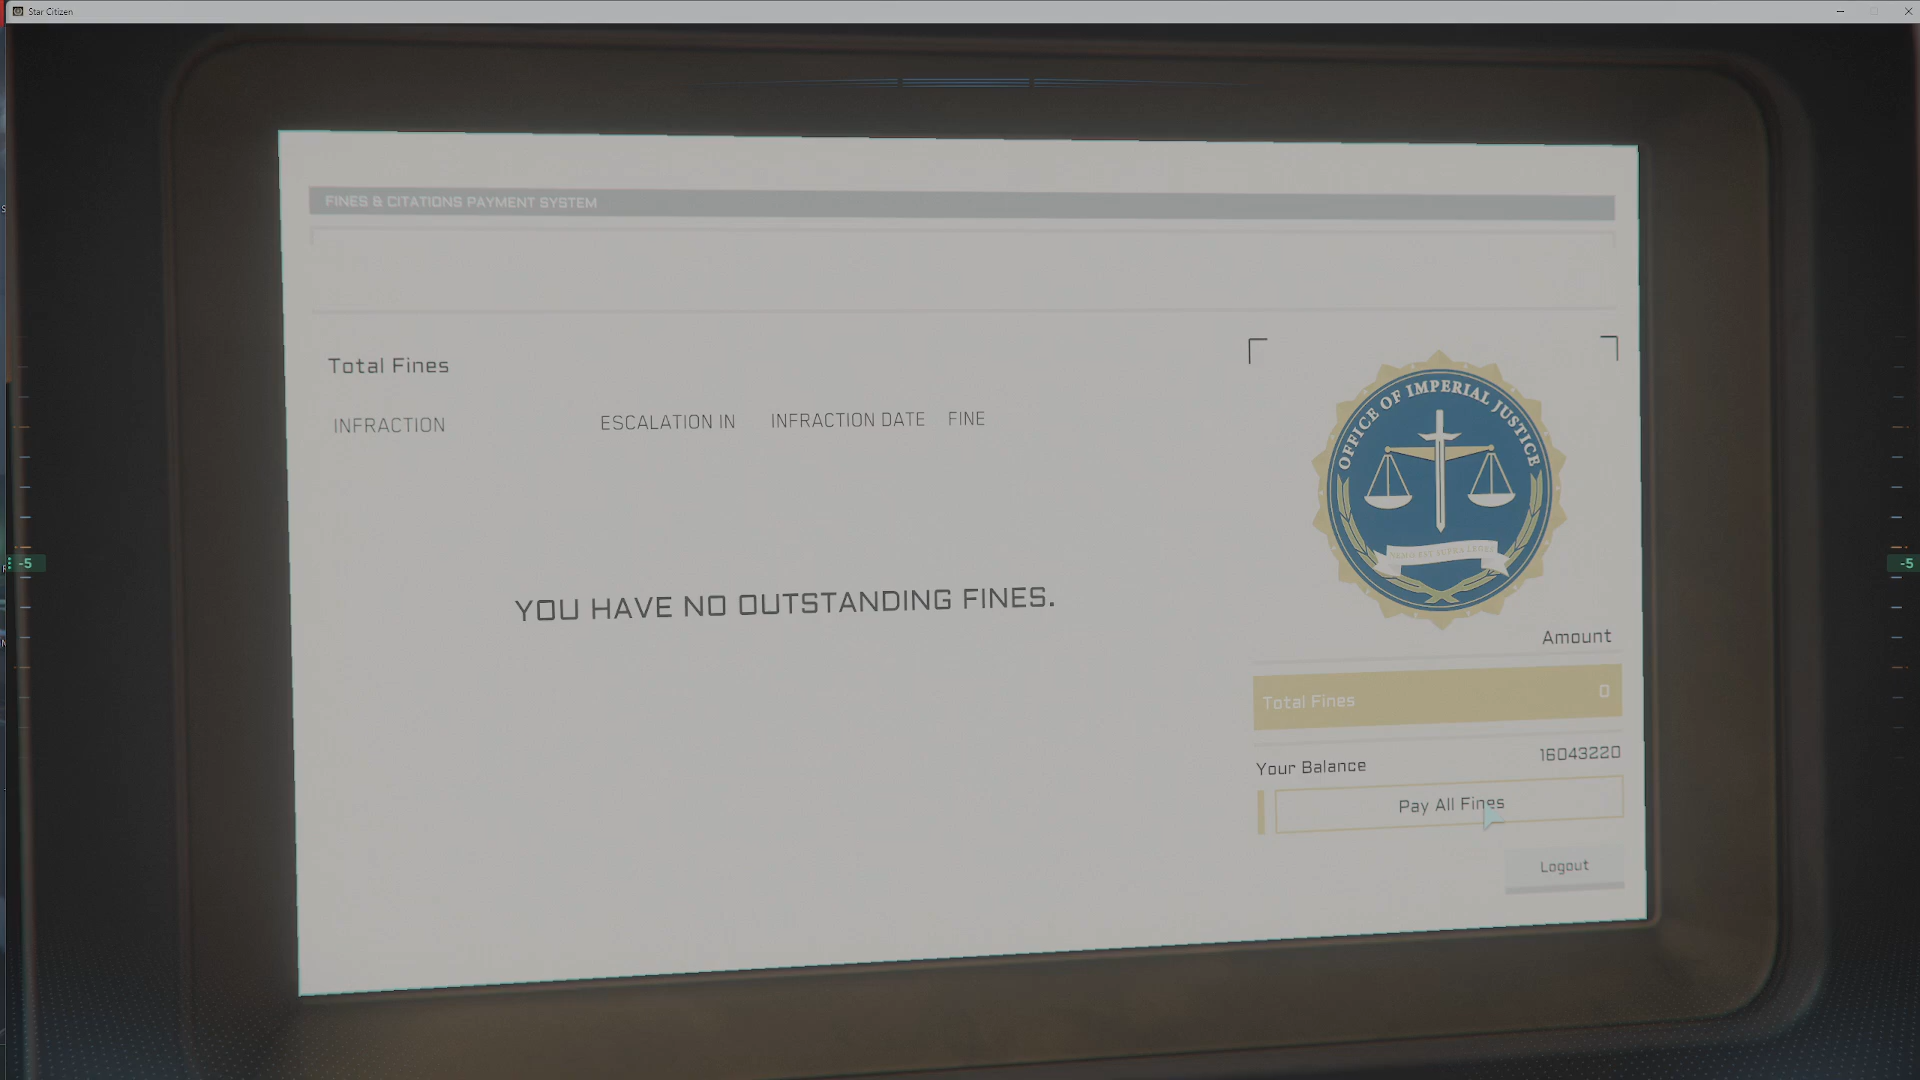 Star Citizen
FINES & CITATIONS PAYMENT SYSTEM
Total Fines
INFRACTION ESCALATION IN INFRACTION DATE FINE
YOU HAVE NO OUTSTANDING FINES.
OFFICE OF IMPERIAL JUSTICE
Amount
Total Fines 0
Your Balance 16043220
Pay All Fines
Logout
-5
-5